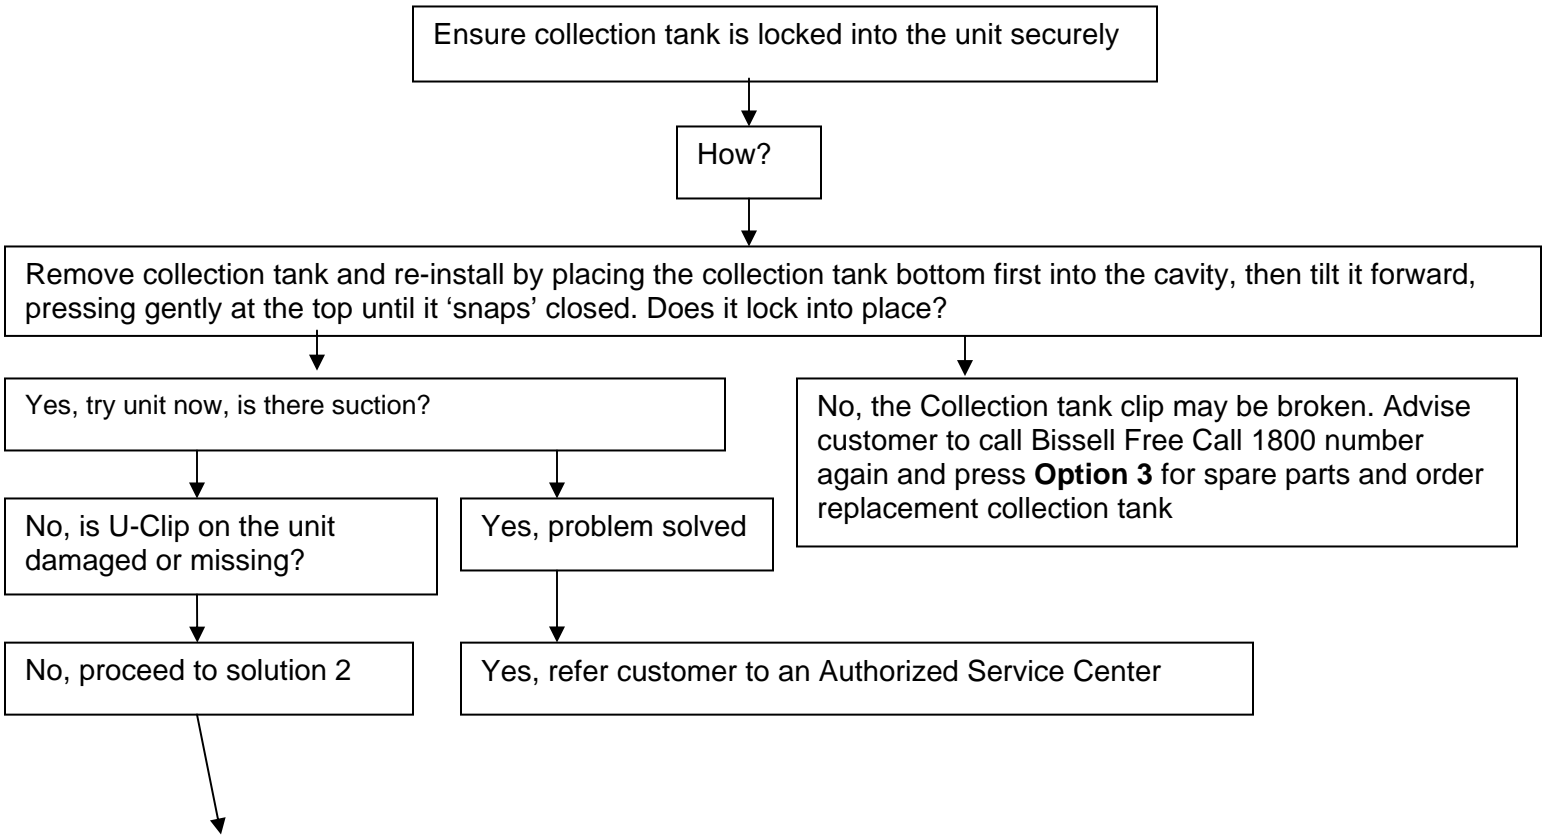 Ensure collection tank is locked into the unit securely
How?
Remove collection tank and re-install by placing the collection tank bottom first into the cavity, then tilt it forward,
pressing gently at the top until it ‘snaps’ closed. Does it lock into place?
Yes, try unit now, is there suction?
No, the Collection tank clip may be broken. Advise
customer to call Bissell Free Call 1800 number
again and press Option 3 for spare parts and order
replacement collection tank
No, is U-Clip on the unit
damaged or missing?
Yes, problem solved
No, proceed to solution 2
Yes, refer customer to an Authorized Service Center